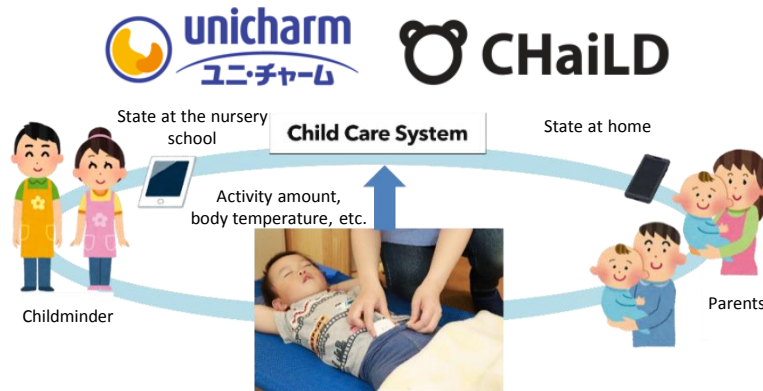 unicharm
ユニ・チャーム
CHaiLD
State at the nursery
school
Child Care System
State at home
Activity amount,
body temperature, etc.
Childminder
Parents